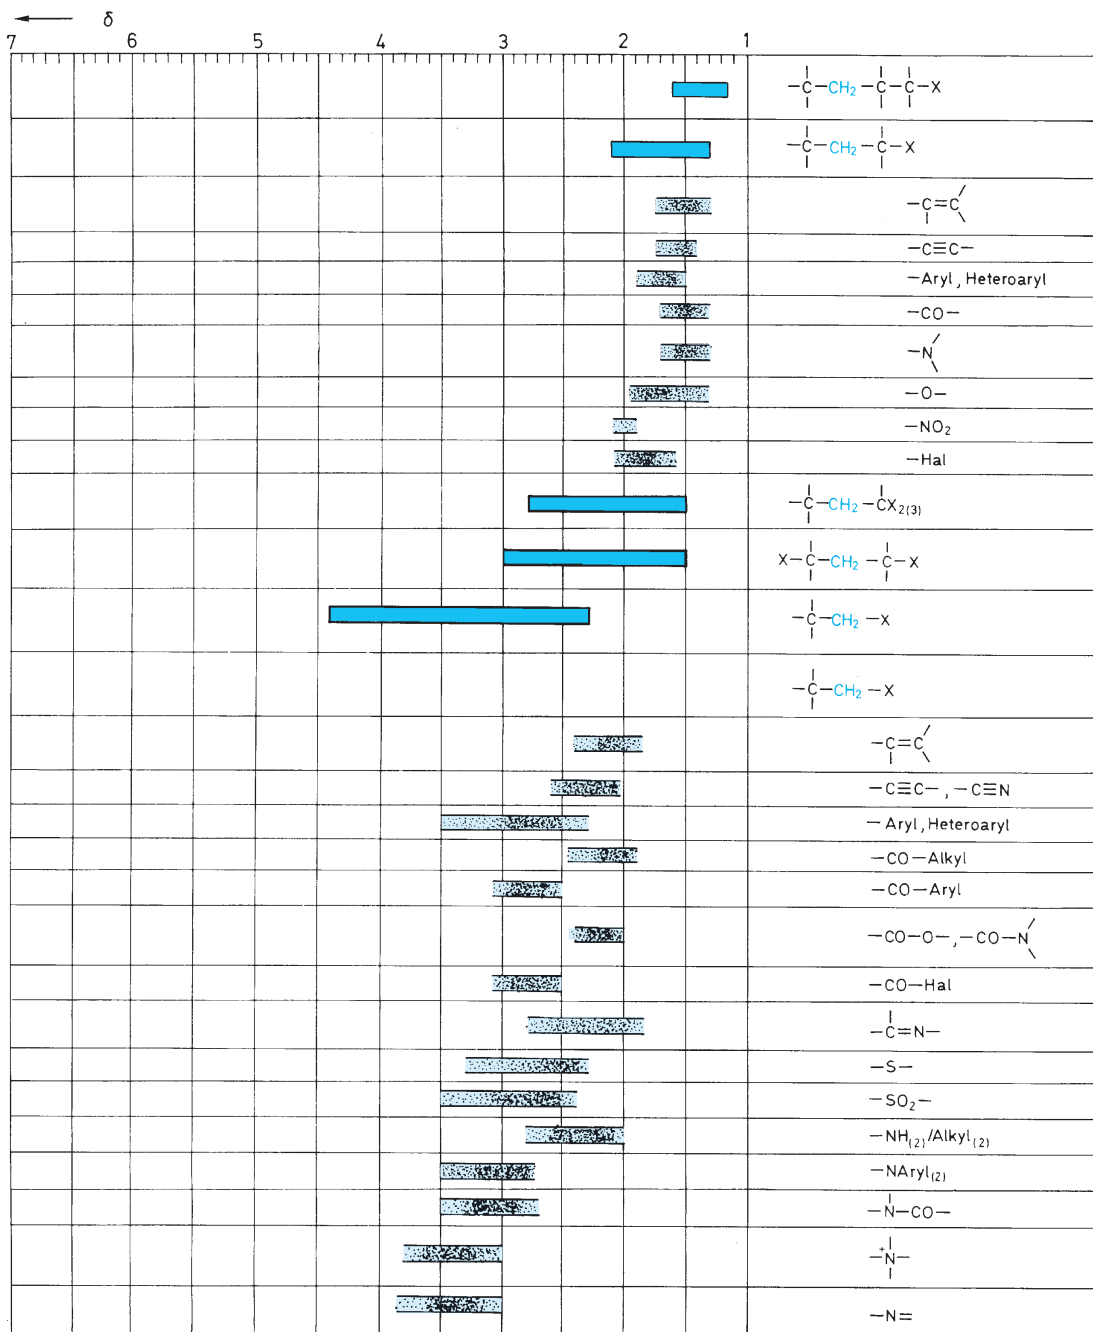 δ
7 6 5 4 3 2 1
-C-CH₂-C-C-X
-C-CH₂-C-X
-C=C
-C≡C-
-Aryl, Heteroaryl
-CO-
-N
-O-
-NO₂
-Hal
-C-CH₂-CX₂₍₃₎
X-C-CH₂-C-X
-C-CH₂-X
-C-CH₂-X
-C=C
-C≡C-, -C≡N
-Aryl, Heteroaryl
-CO-Alkyl
-CO-Aryl
-CO-O-, -CO-N
-CO-Hal
-C=N-
-S-
-SO₂-
-NH₍₂₎/Alkyl₍₂₎
-NAryl₍₂₎
-N-CO-
-N⁺-
-N=